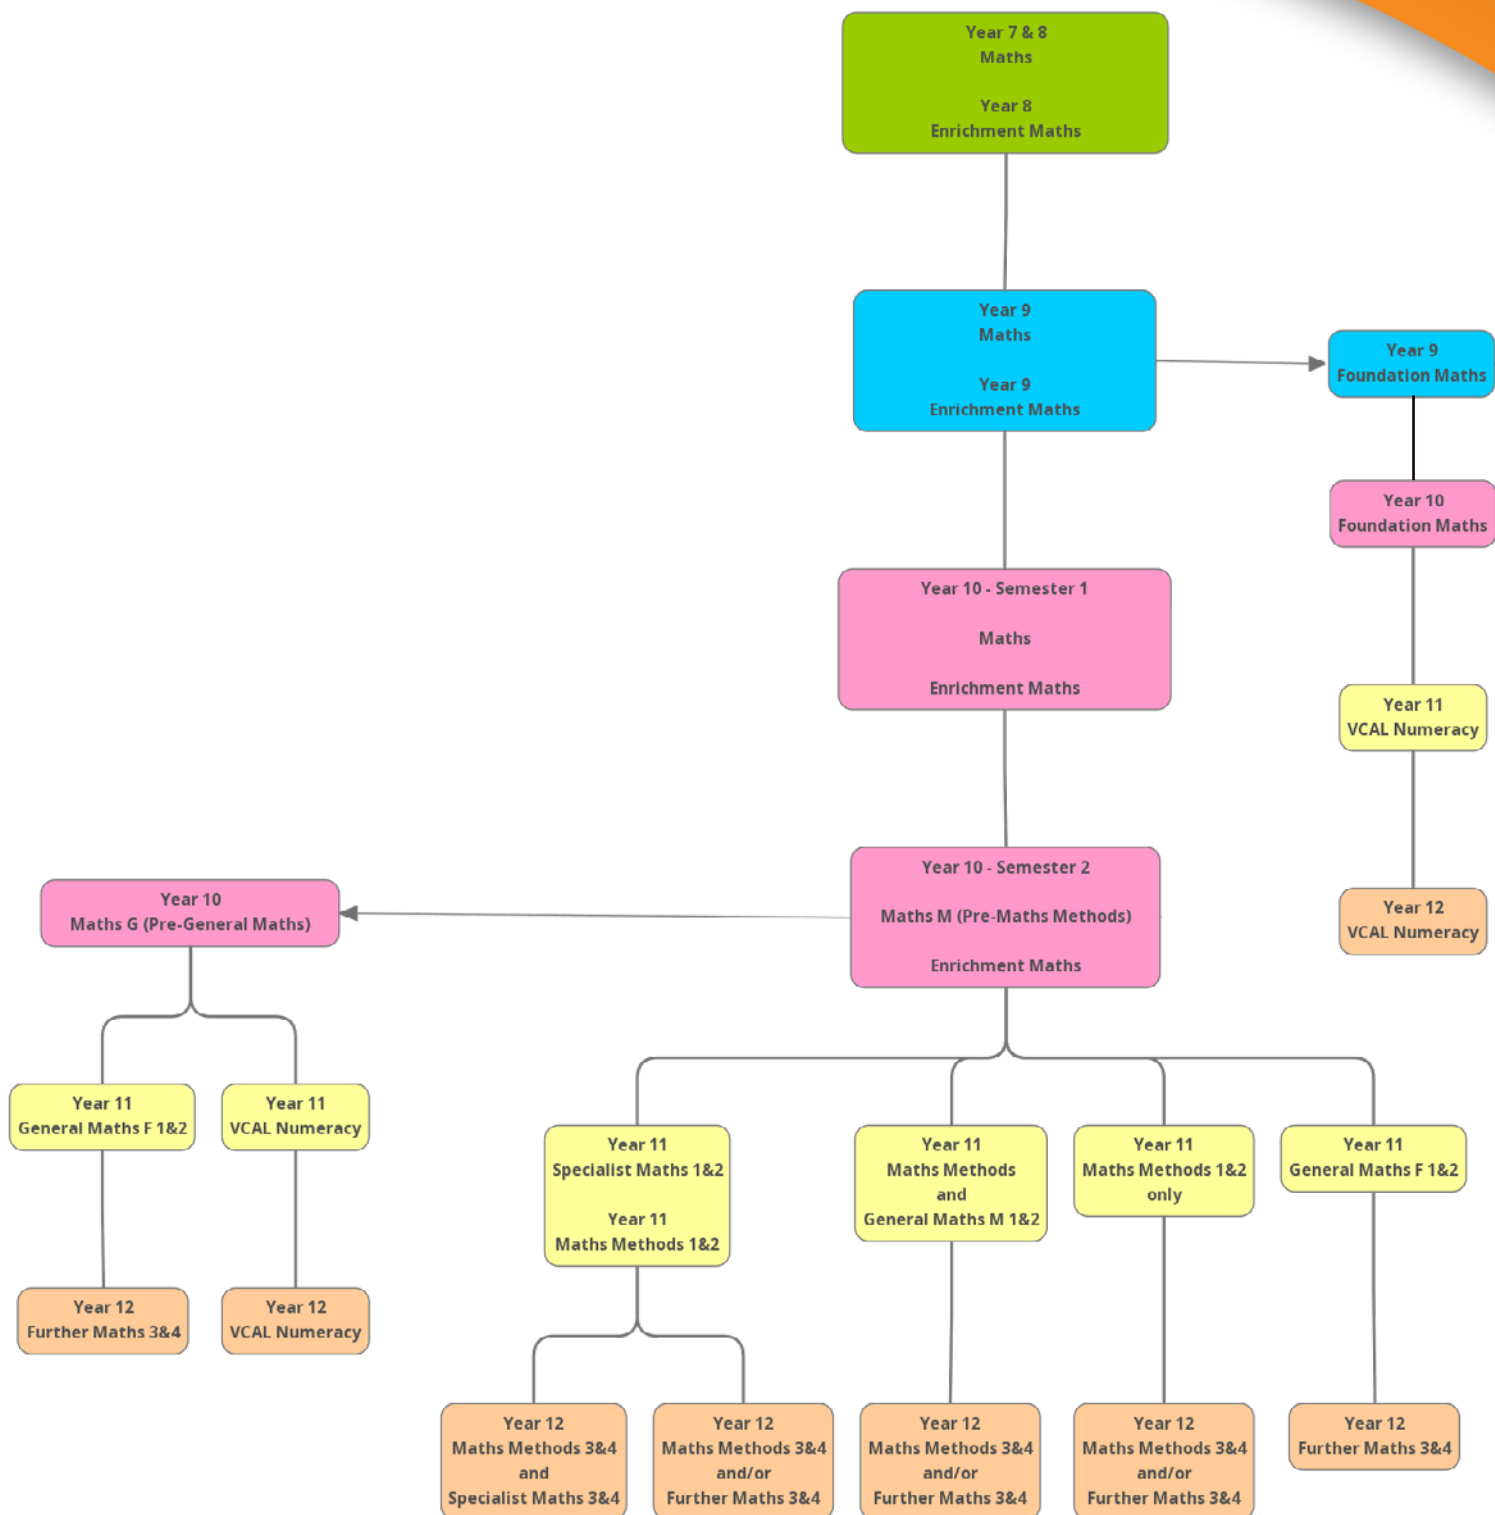 Year 7 & 8
Maths
Year 8
Enrichment Maths
Year 9
Maths
Year 9
Enrichment Maths
Year 9
Foundation Maths
Year 10
Foundation Maths
Year 10 - Semester 1
Maths
Enrichment Maths
Year 11
VCAL Numeracy
Year 10 - Semester 2
Maths M (Pre-Maths Methods)
Enrichment Maths
Year 10
Maths G (Pre-General Maths)
Year 12
VCAL Numeracy
Year 11
General Maths F 1&2
Year 11
VCAL Numeracy
Year 11
Specialist Maths 1&2
Year 11
Maths Methods 1&2
Year 11
Maths Methods
and
General Maths M 1&2
Year 11
Maths Methods 1&2
only
Year 11
General Maths F 1&2
Year 12
Further Maths 3&4
Year 12
VCAL Numeracy
Year 12
Maths Methods 3&4
and
Specialist Maths 3&4
Year 12
Maths Methods 3&4
and/or
Further Maths 3&4
Year 12
Maths Methods 3&4
and/or
Further Maths 3&4
Year 12
Maths Methods 3&4
and/or
Further Maths 3&4
Year 12
Further Maths 3&4